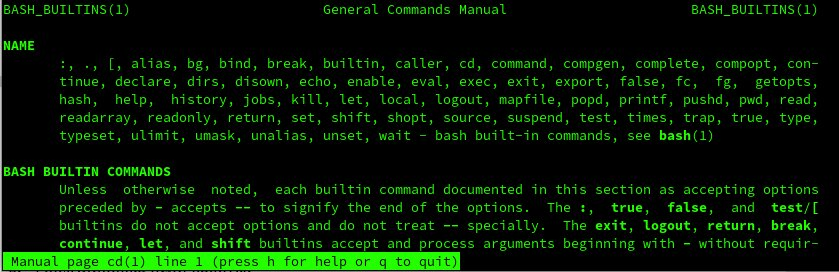 BASH_BUILTINS(1) General Commands Manual BASH_BUILTINS(1)
NAME
:, ., [, alias, bg, bind, break, builtin, caller, cd, command, compgen, complete, compopt, con-
tinue, declare, dirs, disown, echo, enable, eval, exec, exit, export, false, fc, fg, getopts,
hash, help, history, jobs, kill, let, local, logout, mapfile, popd, printf, pushd, pwd, read,
readarray, readonly, return, set, shift, shopt, source, suspend, test, times, trap, true, type,
typeset, ulimit, umask, unalias, unset, wait - bash built-in commands, see bash(1)
BASH BUILTIN COMMANDS
Unless otherwise noted, each builtin command documented in this section as accepting options
preceded by - accepts -- to signify the end of the options. The :, true, false, and test/[
builtins do not accept options and do not treat -- specially. The exit, logout, return, break,
continue, let, and shift builtins accept and process arguments beginning with - without requir-
Manual page cd(1) line 1 (press h for help or q to quit)